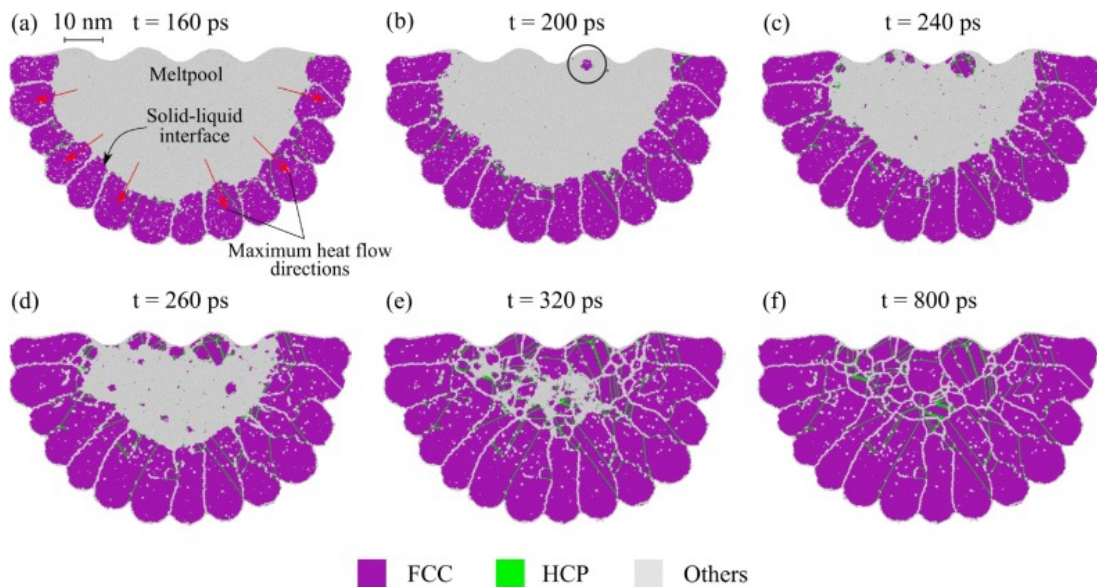 (a) t = 160 ps
10 nm
Meltpool
Solid-liquid
interface
Maximum heat flow
directions
(b) t = 200 ps
(c) t = 240 ps
(d) t = 260 ps
(e) t = 320 ps
(f) t = 800 ps
FCC HCP Others